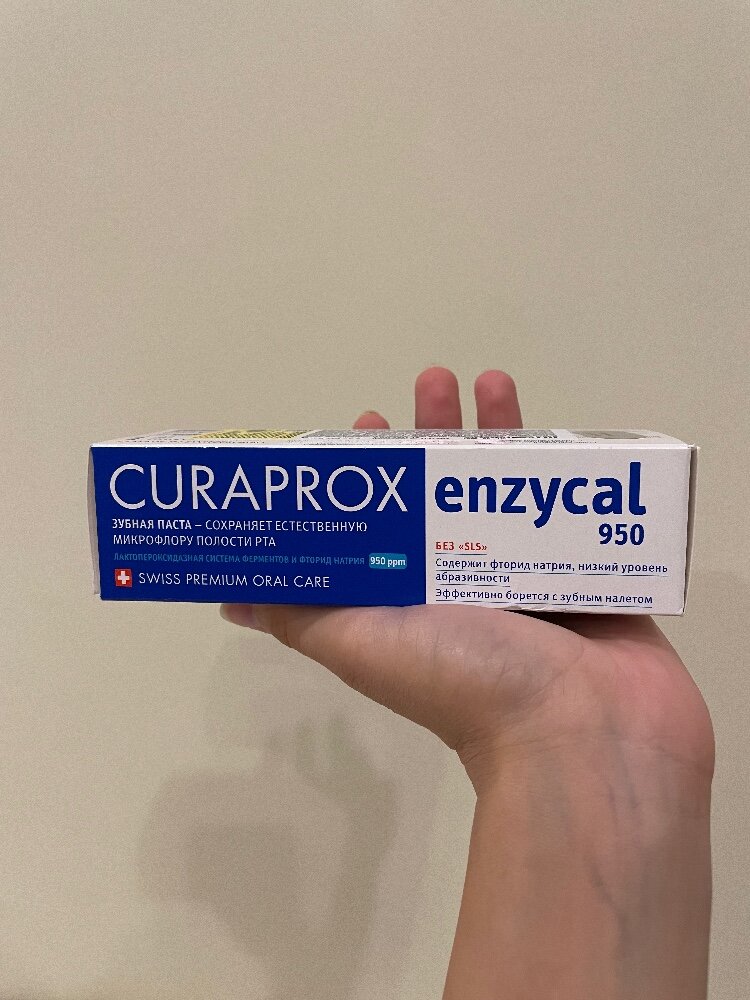 CURAPROX
ЗУБНАЯ ПАСТА – СОХРАНЯЕТ ЕСТЕСТВЕННУЮ
МИКРОФЛОРУ ПОЛОСТИ РТА
ЛАКТОПЕРОКСИДАЗНАЯ СИСТЕМА ФЕРМЕНТОВ И ФТОРИД НАТРИЯ 950 ppm
SWISS PREMIUM ORAL CARE
enzycal
950
БЕЗ «SLS»
Содержит фторид натрия, низкий уровень
абразивности
Эффективно борется с зубным налетом